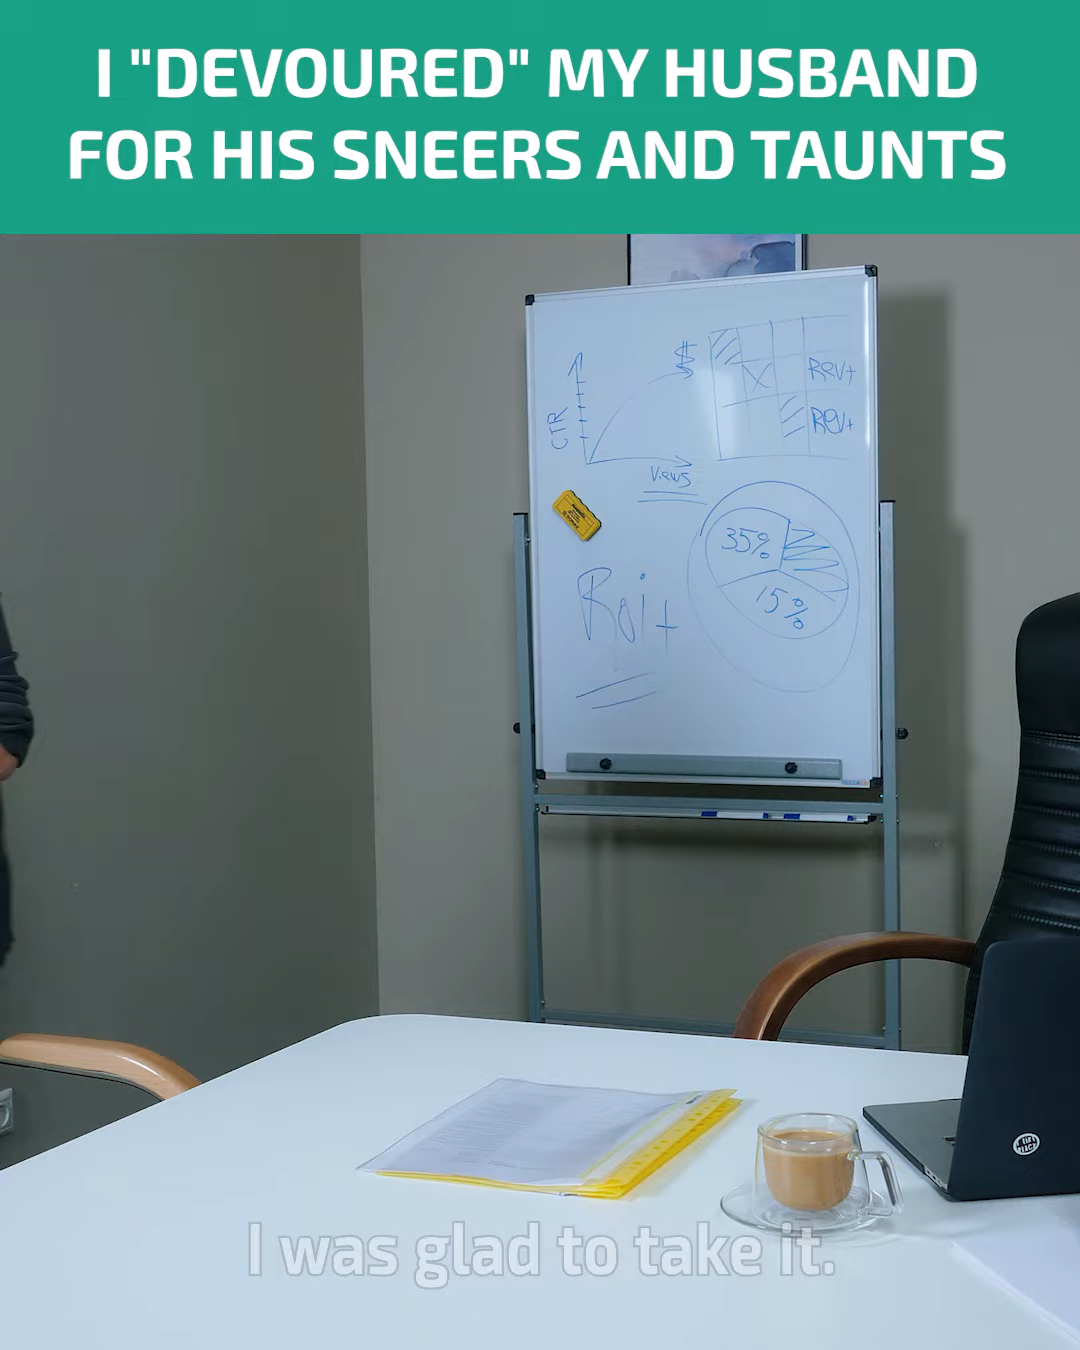 I "DEVOURED" MY HUSBAND
FOR HIS SNEERS AND TAUNTS
$
CTR
Views
Rev+
Rev+
35%
15%
Roi+
I was glad to take it.